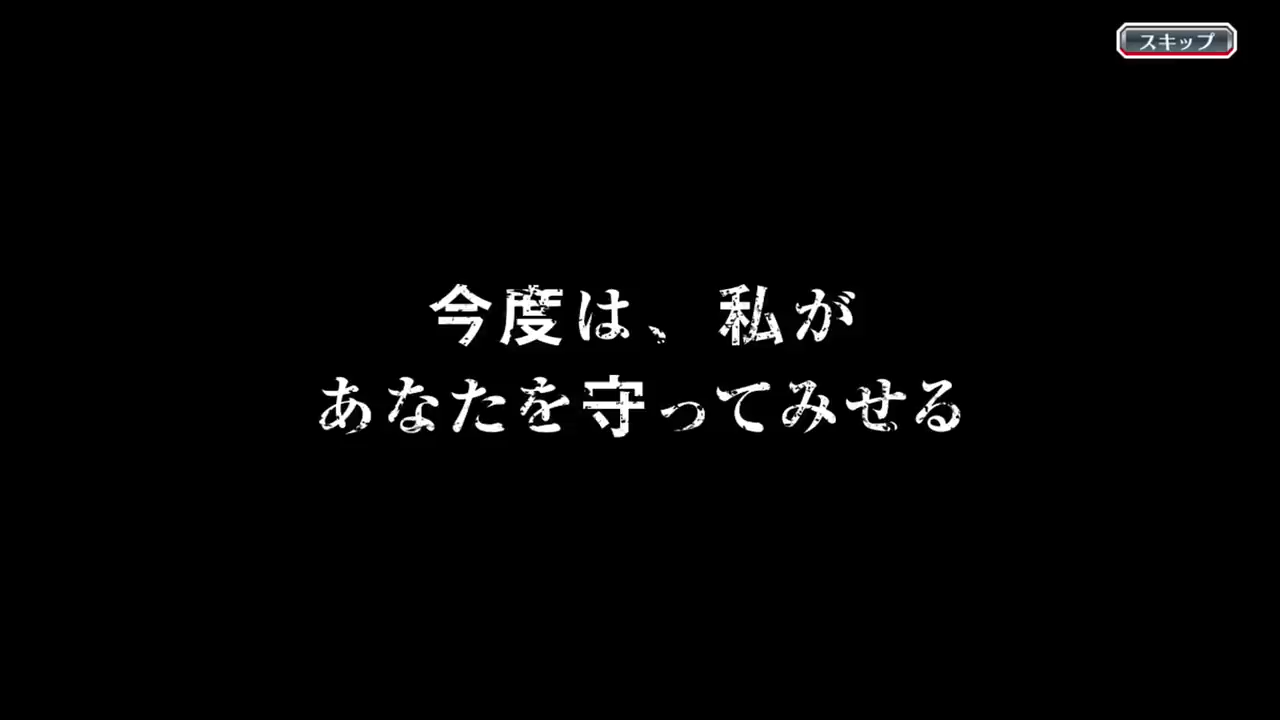 スキップ
今度は、私が
あなたを守ってみせる